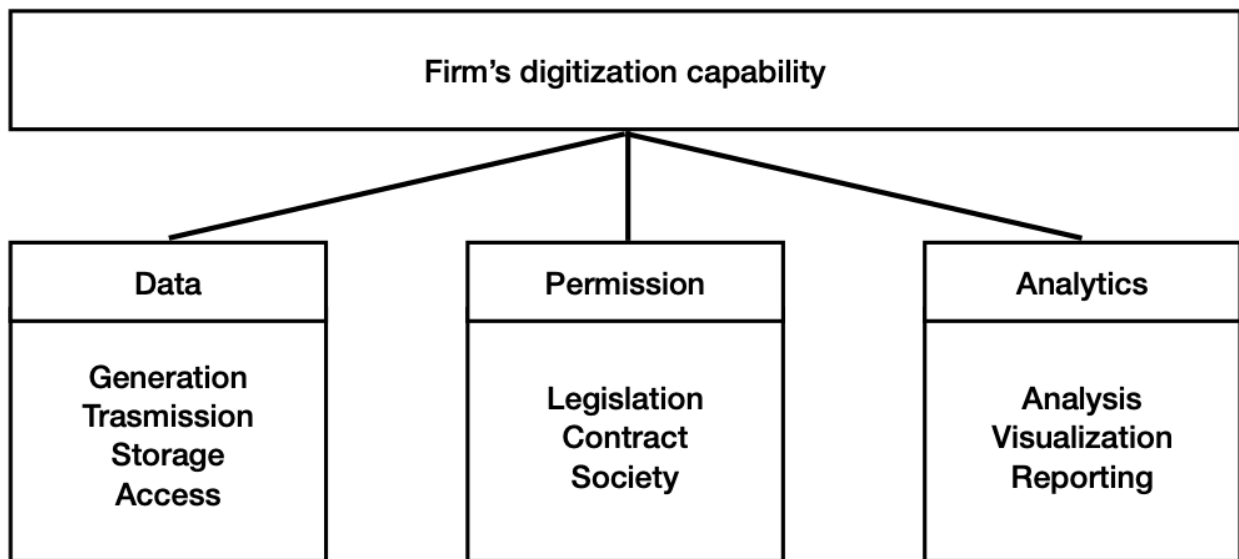 Firm’s digitization capability
Data
Generation
Trasmission
Storage
Access
Permission
Legislation
Contract
Society
Analytics
Analysis
Visualization
Reporting